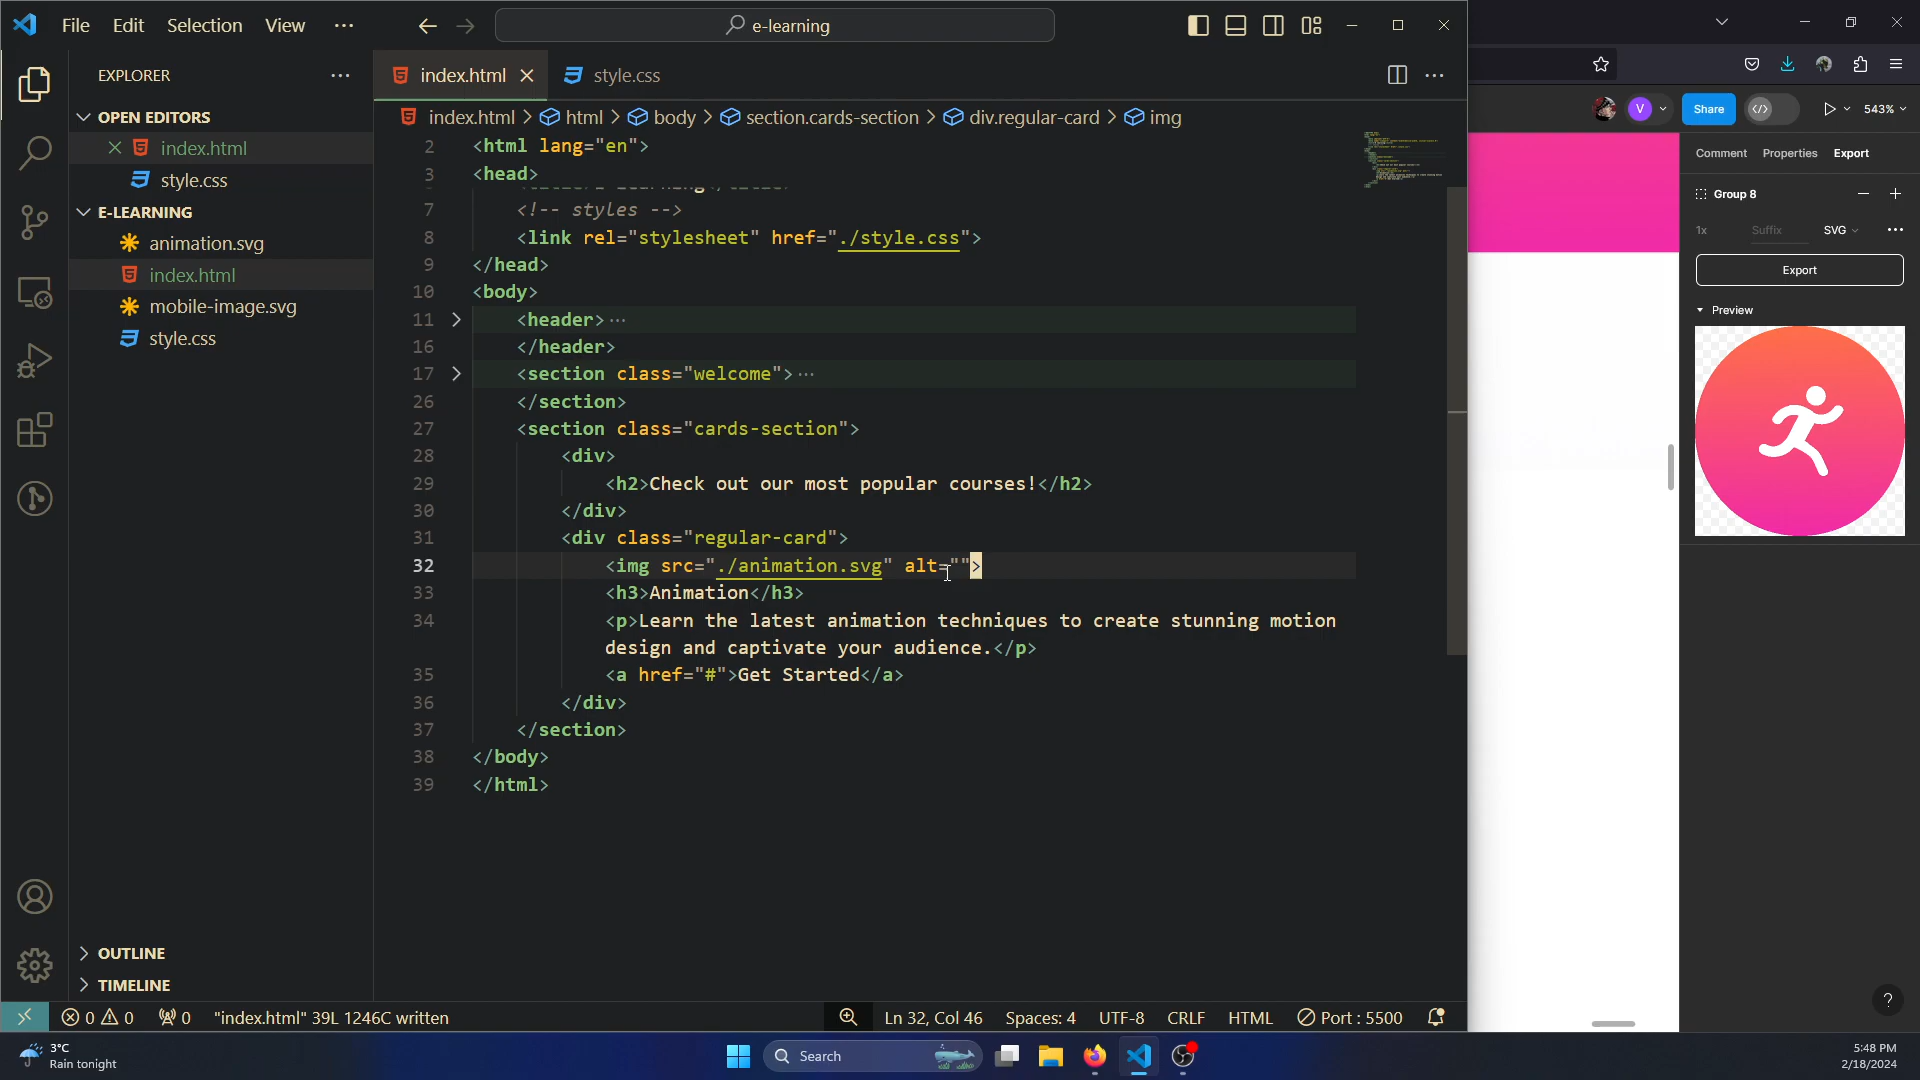 File Edit Selection View ··· e-learning
EXPLORER ···
OPEN EDITORS
index.html
style.css
E-LEARNING
animation.svg
index.html
mobile-image.svg
style.css
OUTLINE
TIMELINE
index.html style.css ···
index.html > html > body > section.cards-section > div.regular-card > img
2 <html lang="en">
3 <head>
7 <!-- styles -->
8 <link rel="stylesheet" href="./style.css">
9 </head>
10 <body>
11 <header>···
16 </header>
17 <section class="welcome">···
26 </section>
27 <section class="cards-section">
28 <div>
29 <h2>Check out our most popular courses!</h2>
30 </div>
31 <div class="regular-card">
32 <img src="./animation.svg" alt="">
33 <h3>Animation</h3>
34 <p>Learn the latest animation techniques to create stunning motion
design and captivate your audience.</p>
35 <a href="#">Get Started</a>
36 </div>
37 </section>
38 </body>
39 </html>
0 0 0 "index.html" 39L 1246C written Ln 32, Col 46 Spaces: 4 UTF-8 CRLF HTML Port : 5500
V Share 543%
Comment Properties Export
Group 8
1x Suffix SVG ···
Export
Preview
?
3°C
Rain tonight
Search
5:48 PM
2/18/2024